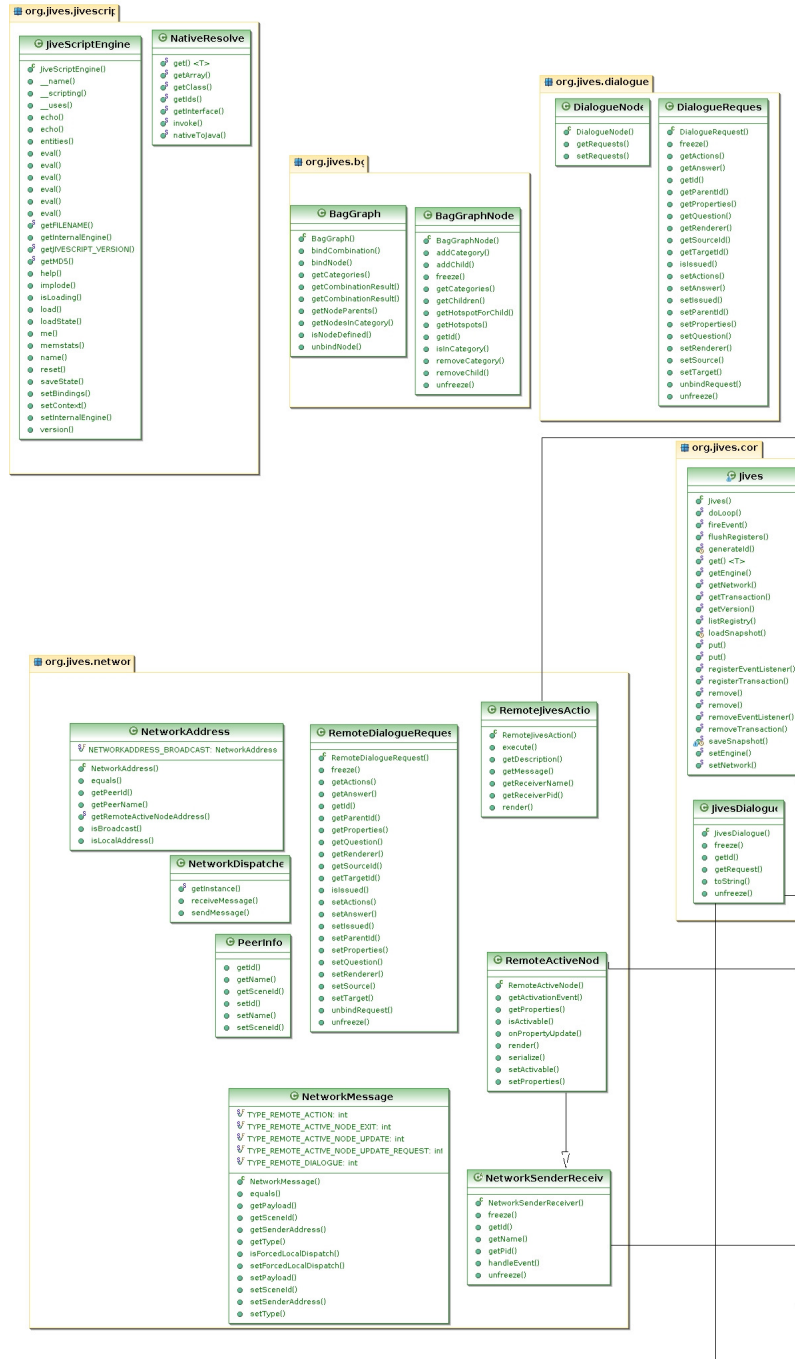 org.jives.jivescrip
JiveScriptEngine
JiveScriptEngine()
__name()
__scripting()
__uses()
echo()
echo()
entities()
eval()
eval()
eval()
eval()
eval()
eval()
getFILENAME()
getInternalEngine()
getJIVESCRIPT_VERSION()
getMD5()
help()
implode()
isLoading()
load()
loadState()
me()
memstats()
name()
reset()
saveState()
setBindings()
setContext()
setInternalEngine()
version()
NativeResolve
get() <T>
getArray()
getClass()
getIds()
getInterface()
invoke()
nativeToJava()
org.jives.bg
BagGraph
BagGraph()
bindCombination()
bindNode()
getCategories()
getCombinationResult()
getCombinationResult()
getNodeParents()
getNodesInCategory()
isNodeDefined()
unbindNode()
BagGraphNode
BagGraphNode()
addCategory()
addChild()
freeze()
getCategories()
getChildren()
getHotspotForChild()
getHotspots()
getId()
isInCategory()
removeCategory()
removeChild()
unfreeze()
org.jives.dialogue
DialogueNode
DialogueNode()
getRequests()
setRequests()
DialogueReques
DialogueRequest()
freeze()
getActions()
getAnswer()
getId()
getParentId()
getProperties()
getQuestion()
getRenderer()
getSourceId()
getTargetId()
isIssued()
setActions()
setAnswer()
setIssued()
setParentId()
setProperties()
setQuestion()
setRenderer()
setSource()
setTarget()
unbindRequest()
unfreeze()
org.jives.cor
Jives
Jives()
doLoop()
fireEvent()
flushRegisters()
generateId()
get() <T>
getEngine()
getNetwork()
getTransaction()
getVersion()
listRegistry()
loadSnapshot()
put()
put()
registerEventListener()
registerTransaction()
remove()
remove()
removeEventListener()
removeTransaction()
saveSnapshot()
setEngine()
setNetwork()
JivesDialogue
JivesDialogue()
freeze()
getId()
getRequest()
toString()
unfreeze()
org.jives.networ
NetworkAddress
NETWORKADDRESS_BROADCAST: NetworkAddress
NetworkAddress()
equals()
getPeerId()
getPeerName()
getRemoteActiveNodeAddress()
isBroadcast()
isLocalAddress()
NetworkDispatche
getInstance()
receiveMessage()
sendMessage()
PeerInfo
getId()
getName()
getSceneId()
setId()
setName()
setSceneId()
RemoteDialogueReques
RemoteDialogueRequest()
freeze()
getActions()
getAnswer()
getId()
getParentId()
getProperties()
getQuestion()
getRenderer()
getSourceId()
getTargetId()
isIssued()
setActions()
setAnswer()
setIssued()
setParentId()
setProperties()
setQuestion()
setRenderer()
setSource()
setTarget()
unbindRequest()
unfreeze()
RemoteJivesActio
RemoteJivesAction()
execute()
getDescription()
getMessage()
getReceiverName()
getReceiverPid()
render()
RemoteActiveNod
RemoteActiveNode()
getActivationEvent()
getProperties()
isActivable()
onPropertyUpdate()
render()
serialize()
setActivable()
setProperties()
NetworkMessage
TYPE_REMOTE_ACTION: int
TYPE_REMOTE_ACTIVE_NODE_EXIT: int
TYPE_REMOTE_ACTIVE_NODE_UPDATE: int
TYPE_REMOTE_ACTIVE_NODE_UPDATE_REQUEST: int
TYPE_REMOTE_DIALOGUE: int
NetworkMessage()
equals()
getPayload()
getSceneId()
getSenderAddress()
getType()
isForcedLocalDispatch()
setForcedLocalDispatch()
setPayload()
setSceneId()
setSenderAddress()
setType()
NetworkSenderReceiv
NetworkSenderReceiver()
freeze()
getId()
getName()
getPid()
handleEvent()
unfreeze()